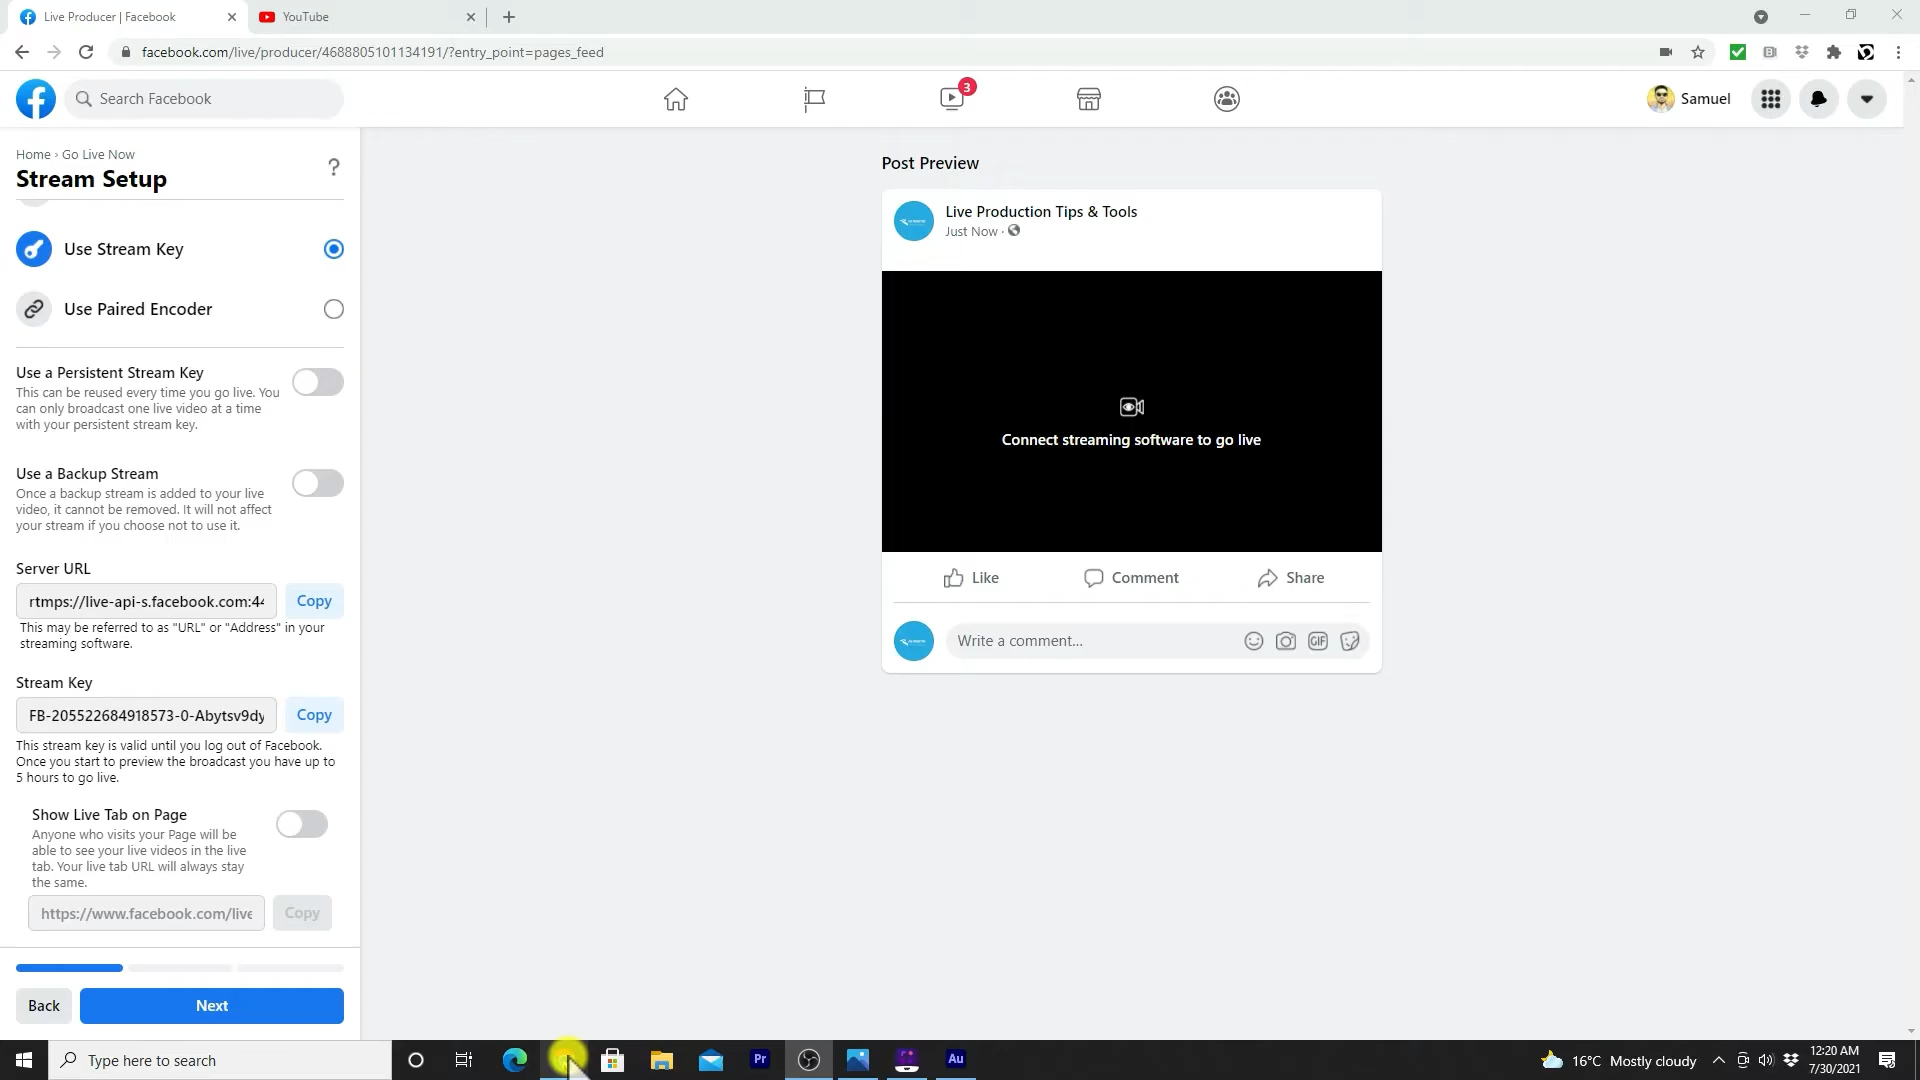 Live Producer | Facebook
YouTube
facebook.com/live/producer/4688805101134191/?entry_point=pages_feed
Search Facebook
3
Samuel
Home › Go Live Now
Stream Setup
?
Use Stream Key
Use Paired Encoder
Use a Persistent Stream Key
This can be reused every time you go live. You
can only broadcast one live video at a time
with your persistent stream key.
Use a Backup Stream
Once a backup stream is added to your live
video, it cannot be removed. It will not affect
your stream if you choose not to use it.
Server URL
rtmps://live-api-s.facebook.com:44
Copy
This may be referred to as "URL" or "Address" in your
streaming software.
Stream Key
FB-205522684918573-0-Abytsv9dy
Copy
This stream key is valid until you log out of Facebook.
Once you start to preview the broadcast you have up to
5 hours to go live.
Show Live Tab on Page
Anyone who visits your Page will be
able to see your live videos in the live
tab. Your live tab URL will always stay
the same.
https://www.facebook.com/live
Copy
Back
Next
Post Preview
Live Production Tips & Tools
Just Now ·
Connect streaming software to go live
Like
Comment
Share
Write a comment...
GIF
Type here to search
Pr
Au
16°C Mostly cloudy
12:20 AM
7/30/2021